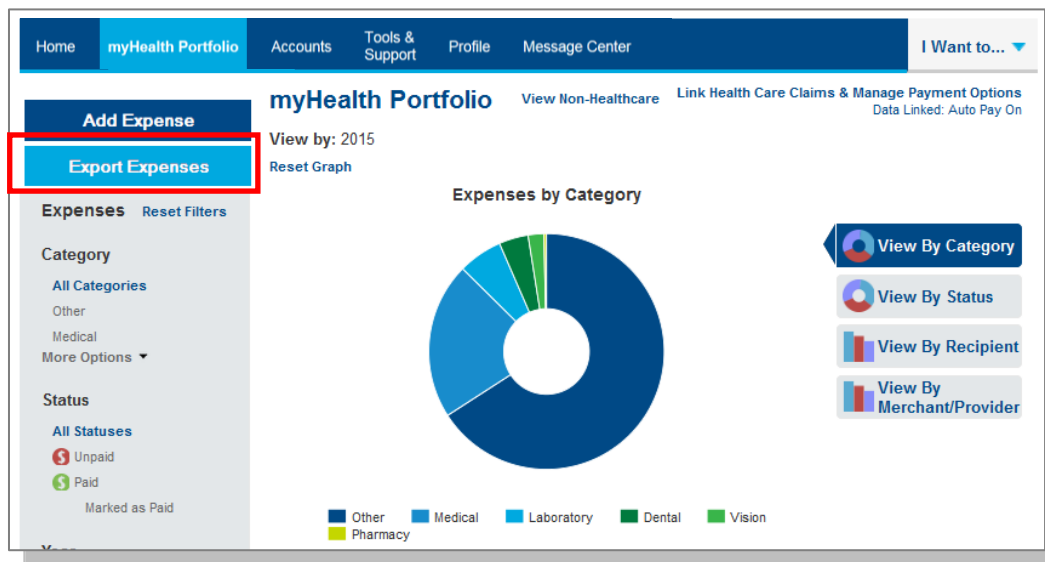 Home
myHealth Portfolio
Accounts
Tools &
Support
Profile
Message Center
I Want to...
Add Expense
Export Expenses
myHealth Portfolio
View Non-Healthcare
Link Health Care Claims & Manage Payment Options
Data Linked: Auto Pay On
View by: 2015
Reset Graph
Expenses
Reset Filters
Category
All Categories
Other
Medical
More Options
Status
All Statuses
Unpaid
Paid
Marked as Paid
Expenses by Category
View By Category
View By Status
View By Recipient
View By
Merchant/Provider
Other
Medical
Laboratory
Dental
Vision
Pharmacy